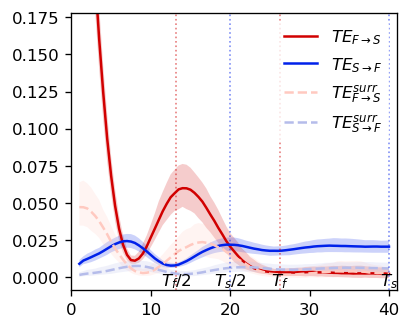 0.175
0.150
0.125
0.100
0.075
0.050
0.025
0.000
TE_{F→S}
TE_{S→F}
TE^{surr}_{F→S}
TE^{surr}_{S→F}
T_f/2 T_s/2 T_f T_s
0 10 20 30 40